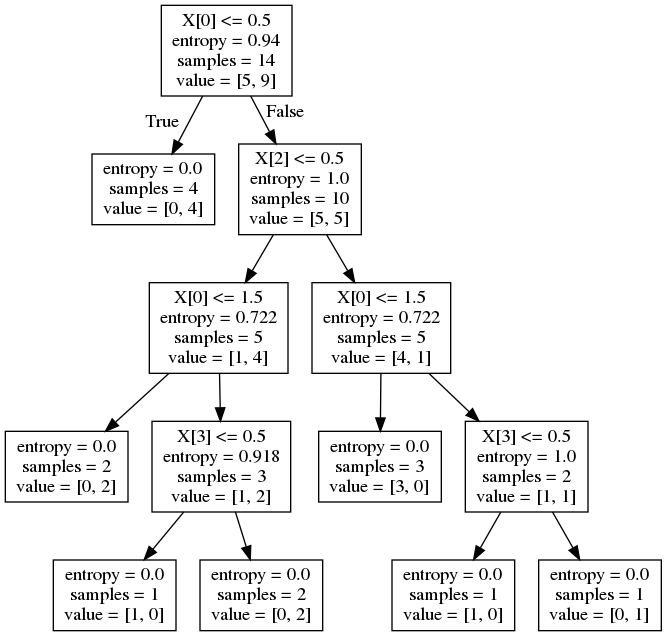 X[0] <= 0.5
entropy = 0.94
samples = 14
value = [5, 9]
True
False
entropy = 0.0
samples = 4
value = [0, 4]
X[2] <= 0.5
entropy = 1.0
samples = 10
value = [5, 5]
X[0] <= 1.5
entropy = 0.722
samples = 5
value = [1, 4]
X[0] <= 1.5
entropy = 0.722
samples = 5
value = [4, 1]
entropy = 0.0
samples = 2
value = [0, 2]
X[3] <= 0.5
entropy = 0.918
samples = 3
value = [1, 2]
entropy = 0.0
samples = 3
value = [3, 0]
X[3] <= 0.5
entropy = 1.0
samples = 2
value = [1, 1]
entropy = 0.0
samples = 1
value = [1, 0]
entropy = 0.0
samples = 2
value = [0, 2]
entropy = 0.0
samples = 1
value = [1, 0]
entropy = 0.0
samples = 1
value = [0, 1]